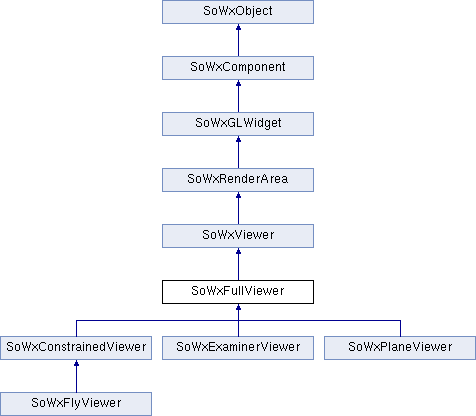 SoWxObject
SoWxComponent
SoWxGLWidget
SoWxRenderArea
SoWxViewer
SoWxFullViewer
SoWxConstrainedViewer
SoWxExaminerViewer
SoWxPlaneViewer
SoWxFlyViewer